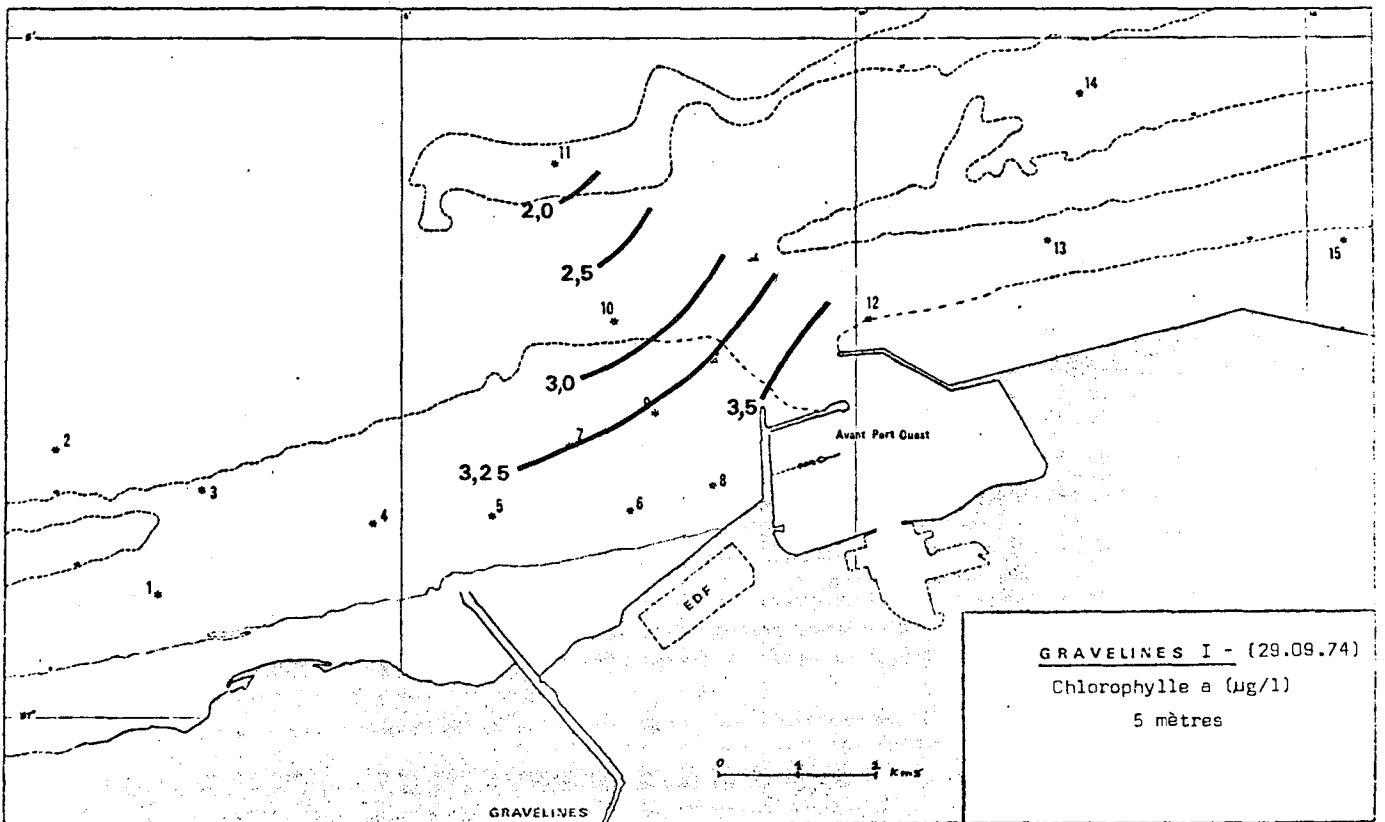 14
11
2,0
2,5
13
15
10
12
3,0
3,5
9
Avant Port Ouest
2
7
3,25
3
8
4
5
6
1
EDF
GRAVELINES I - (29.09.74)
Chlorophylle a (µg/l)
5 mètres
0 1 2 kms
GRAVELINES